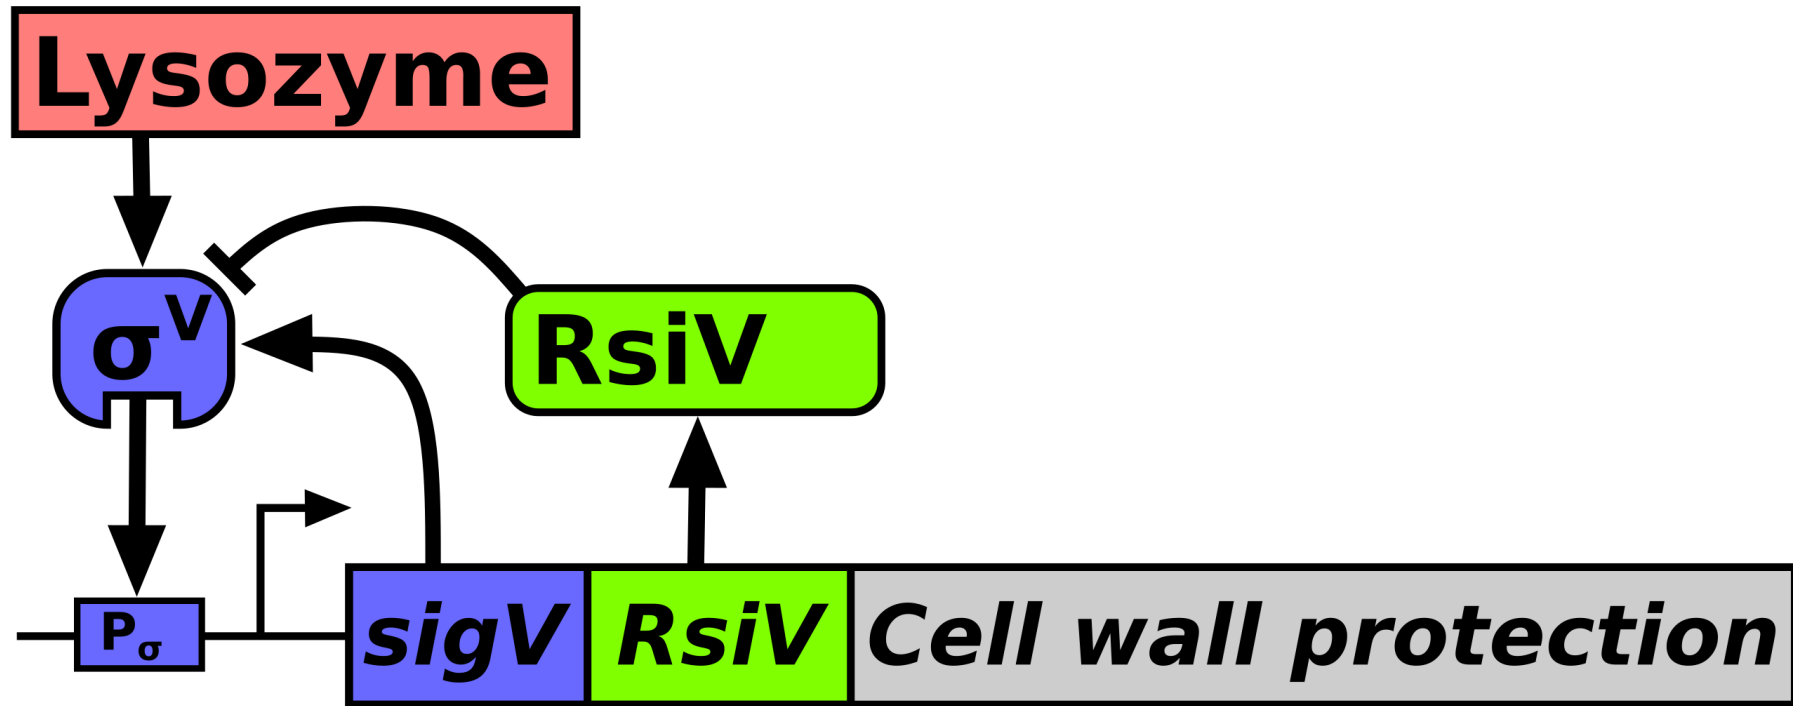 Lysozyme
σV
RsiV
Pσ
sigV RsiV Cell wall protection